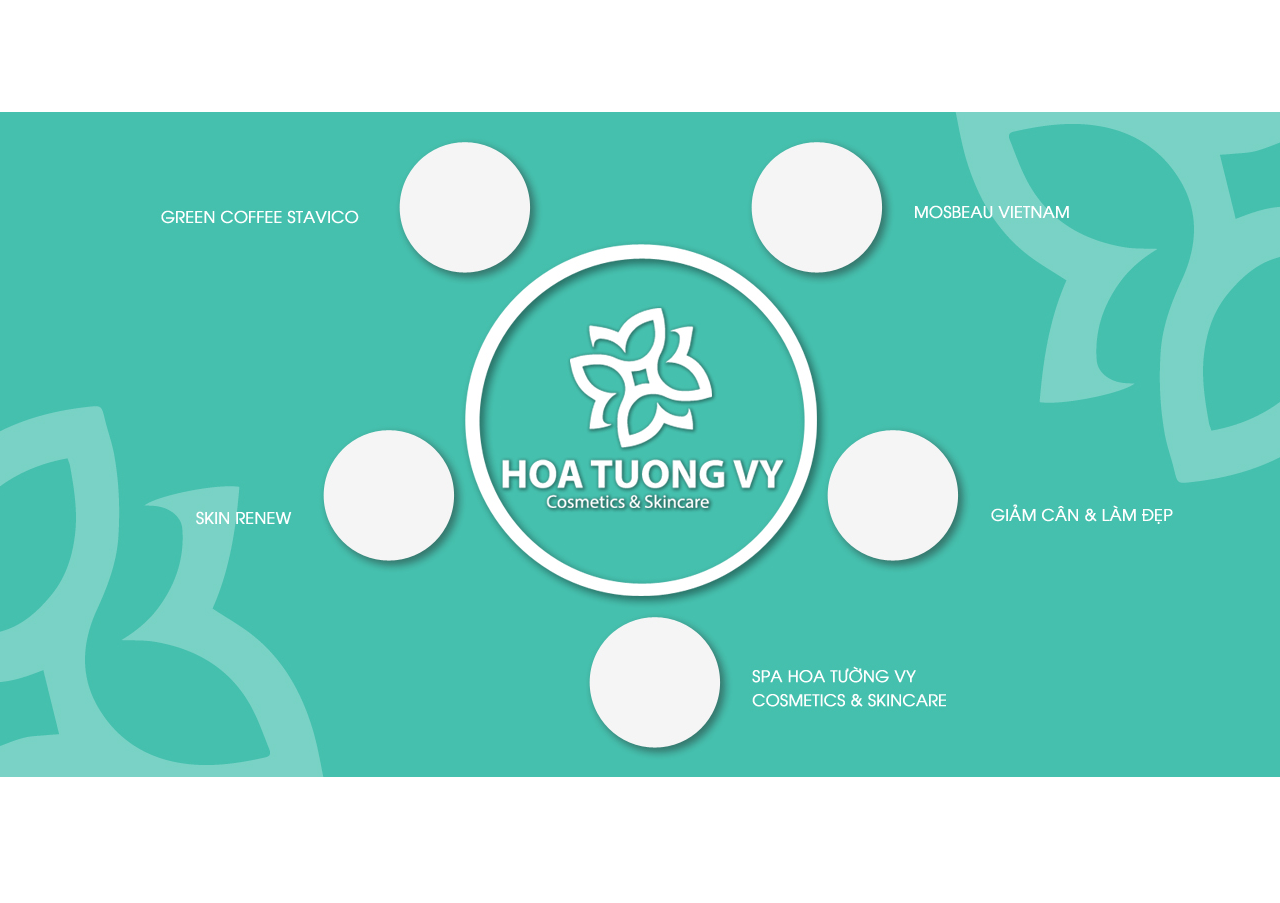 GREEN COFFEE STAVICO
MOSBEAU VIETNAM
HOA TUONG VY
Cosmetics & Skincare
SKIN RENEW
GIẢM CÂN & LÀM ĐẸP
SPA HOA TƯỜNG VY
COSMETICS & SKINCARE